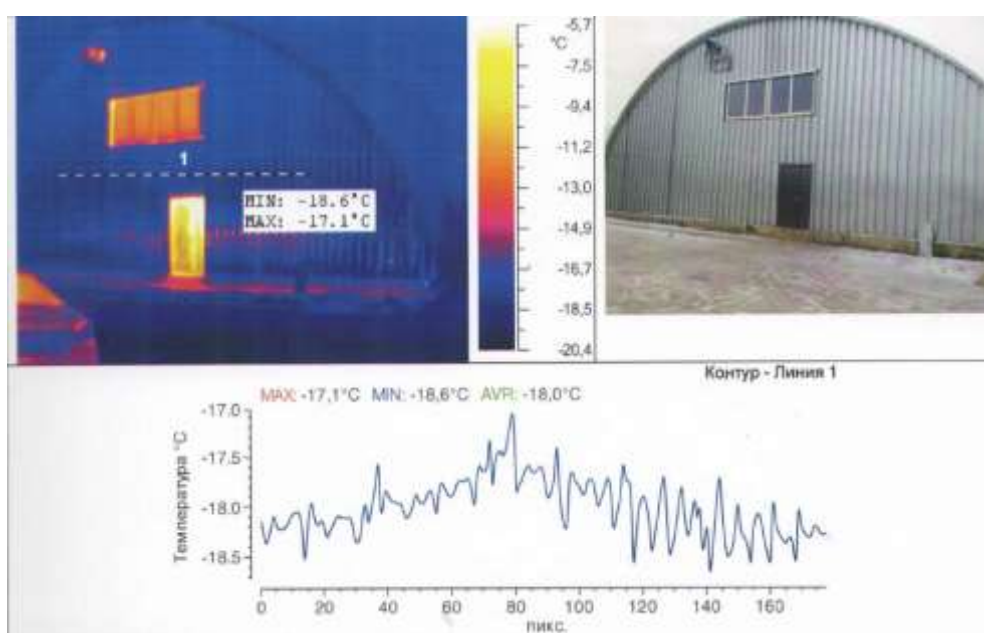 -5,7
°C
-7,5
-9,4
-11,2
-13,0
-14,9
-16,7
-18,5
-20,4
1
MIN: -18.6°C
MAX: -17.1°C
Контур - Линия 1
MAX: -17,1°C MIN: -18,6°C AVR: -18,0°C
Температура °C
-17.0
-17.5
-18.0
-18.5
0 20 40 60 80 100 120 140 160
пикс.